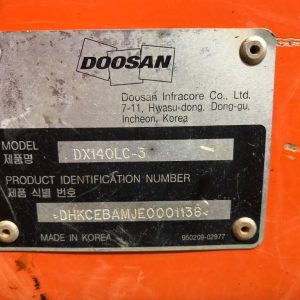 DOOSAN
Doosan Infracore Co., Ltd.
7-11, Hwasu-dong, Dong-gu,
Incheon, Korea
MODEL
제품명
DX140LC-3
PRODUCT IDENTIFICATION NUMBER
제품 식별 번호
*DHKCEBAMJE0001136*
MADE IN KOREA
950209-02977